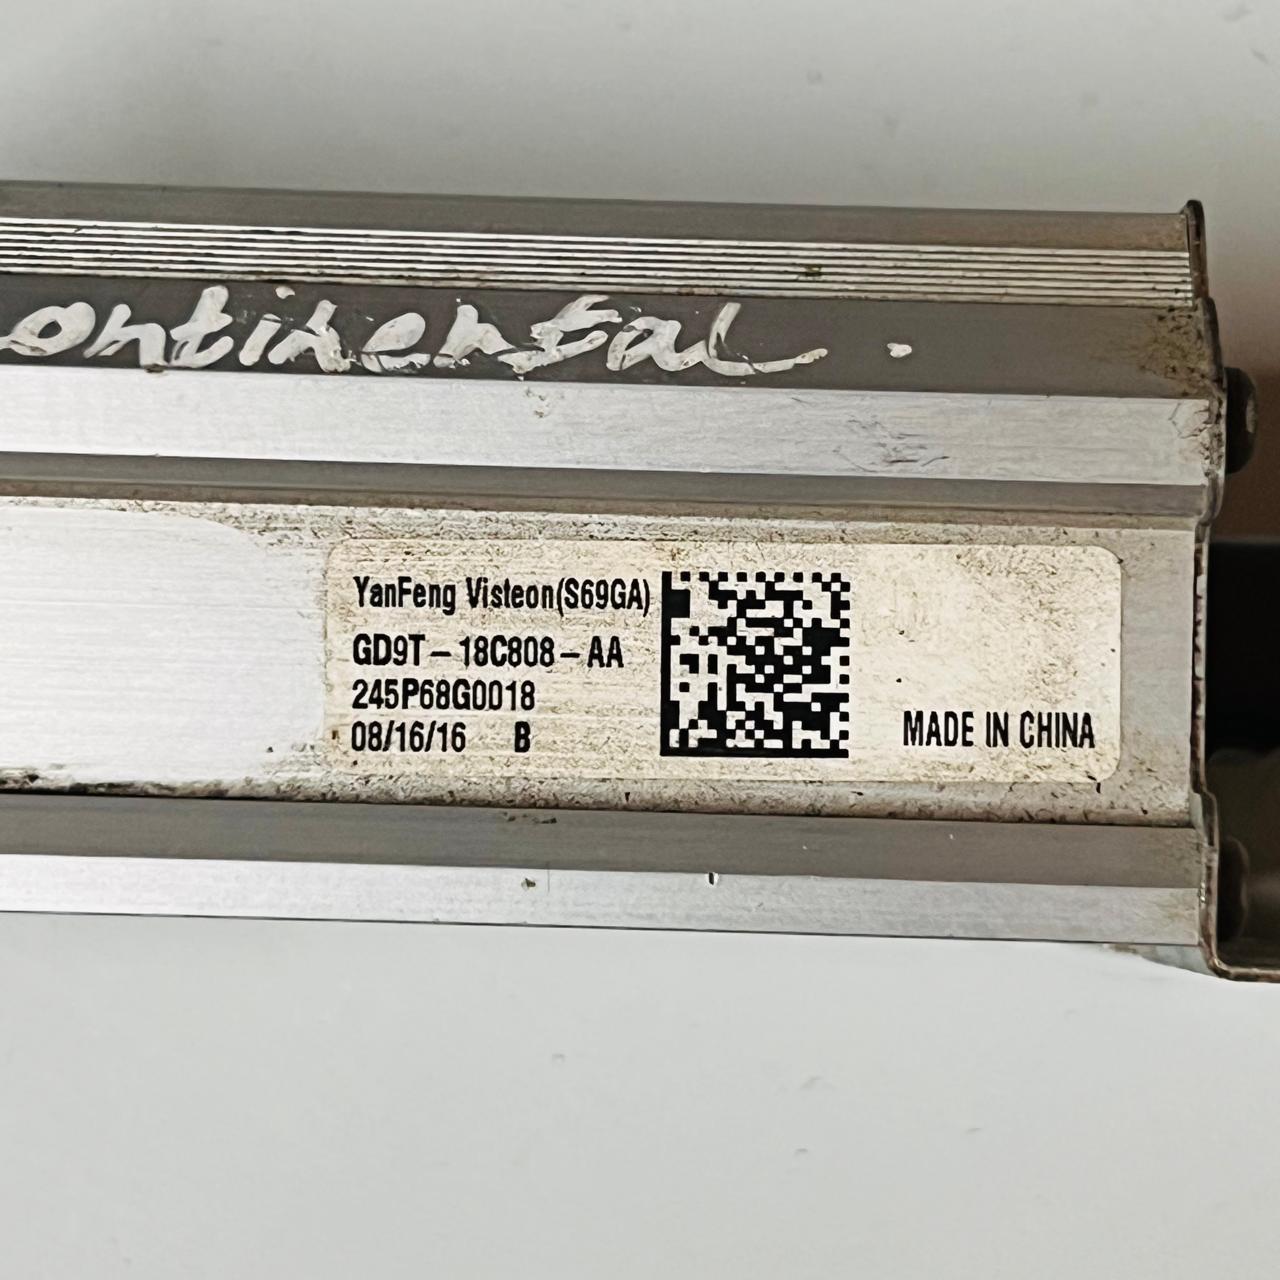 ontinental .
YanFeng Visteon(S69GA)
GD9T-18C808-AA
245P68G0018
08/16/16 B
MADE IN CHINA